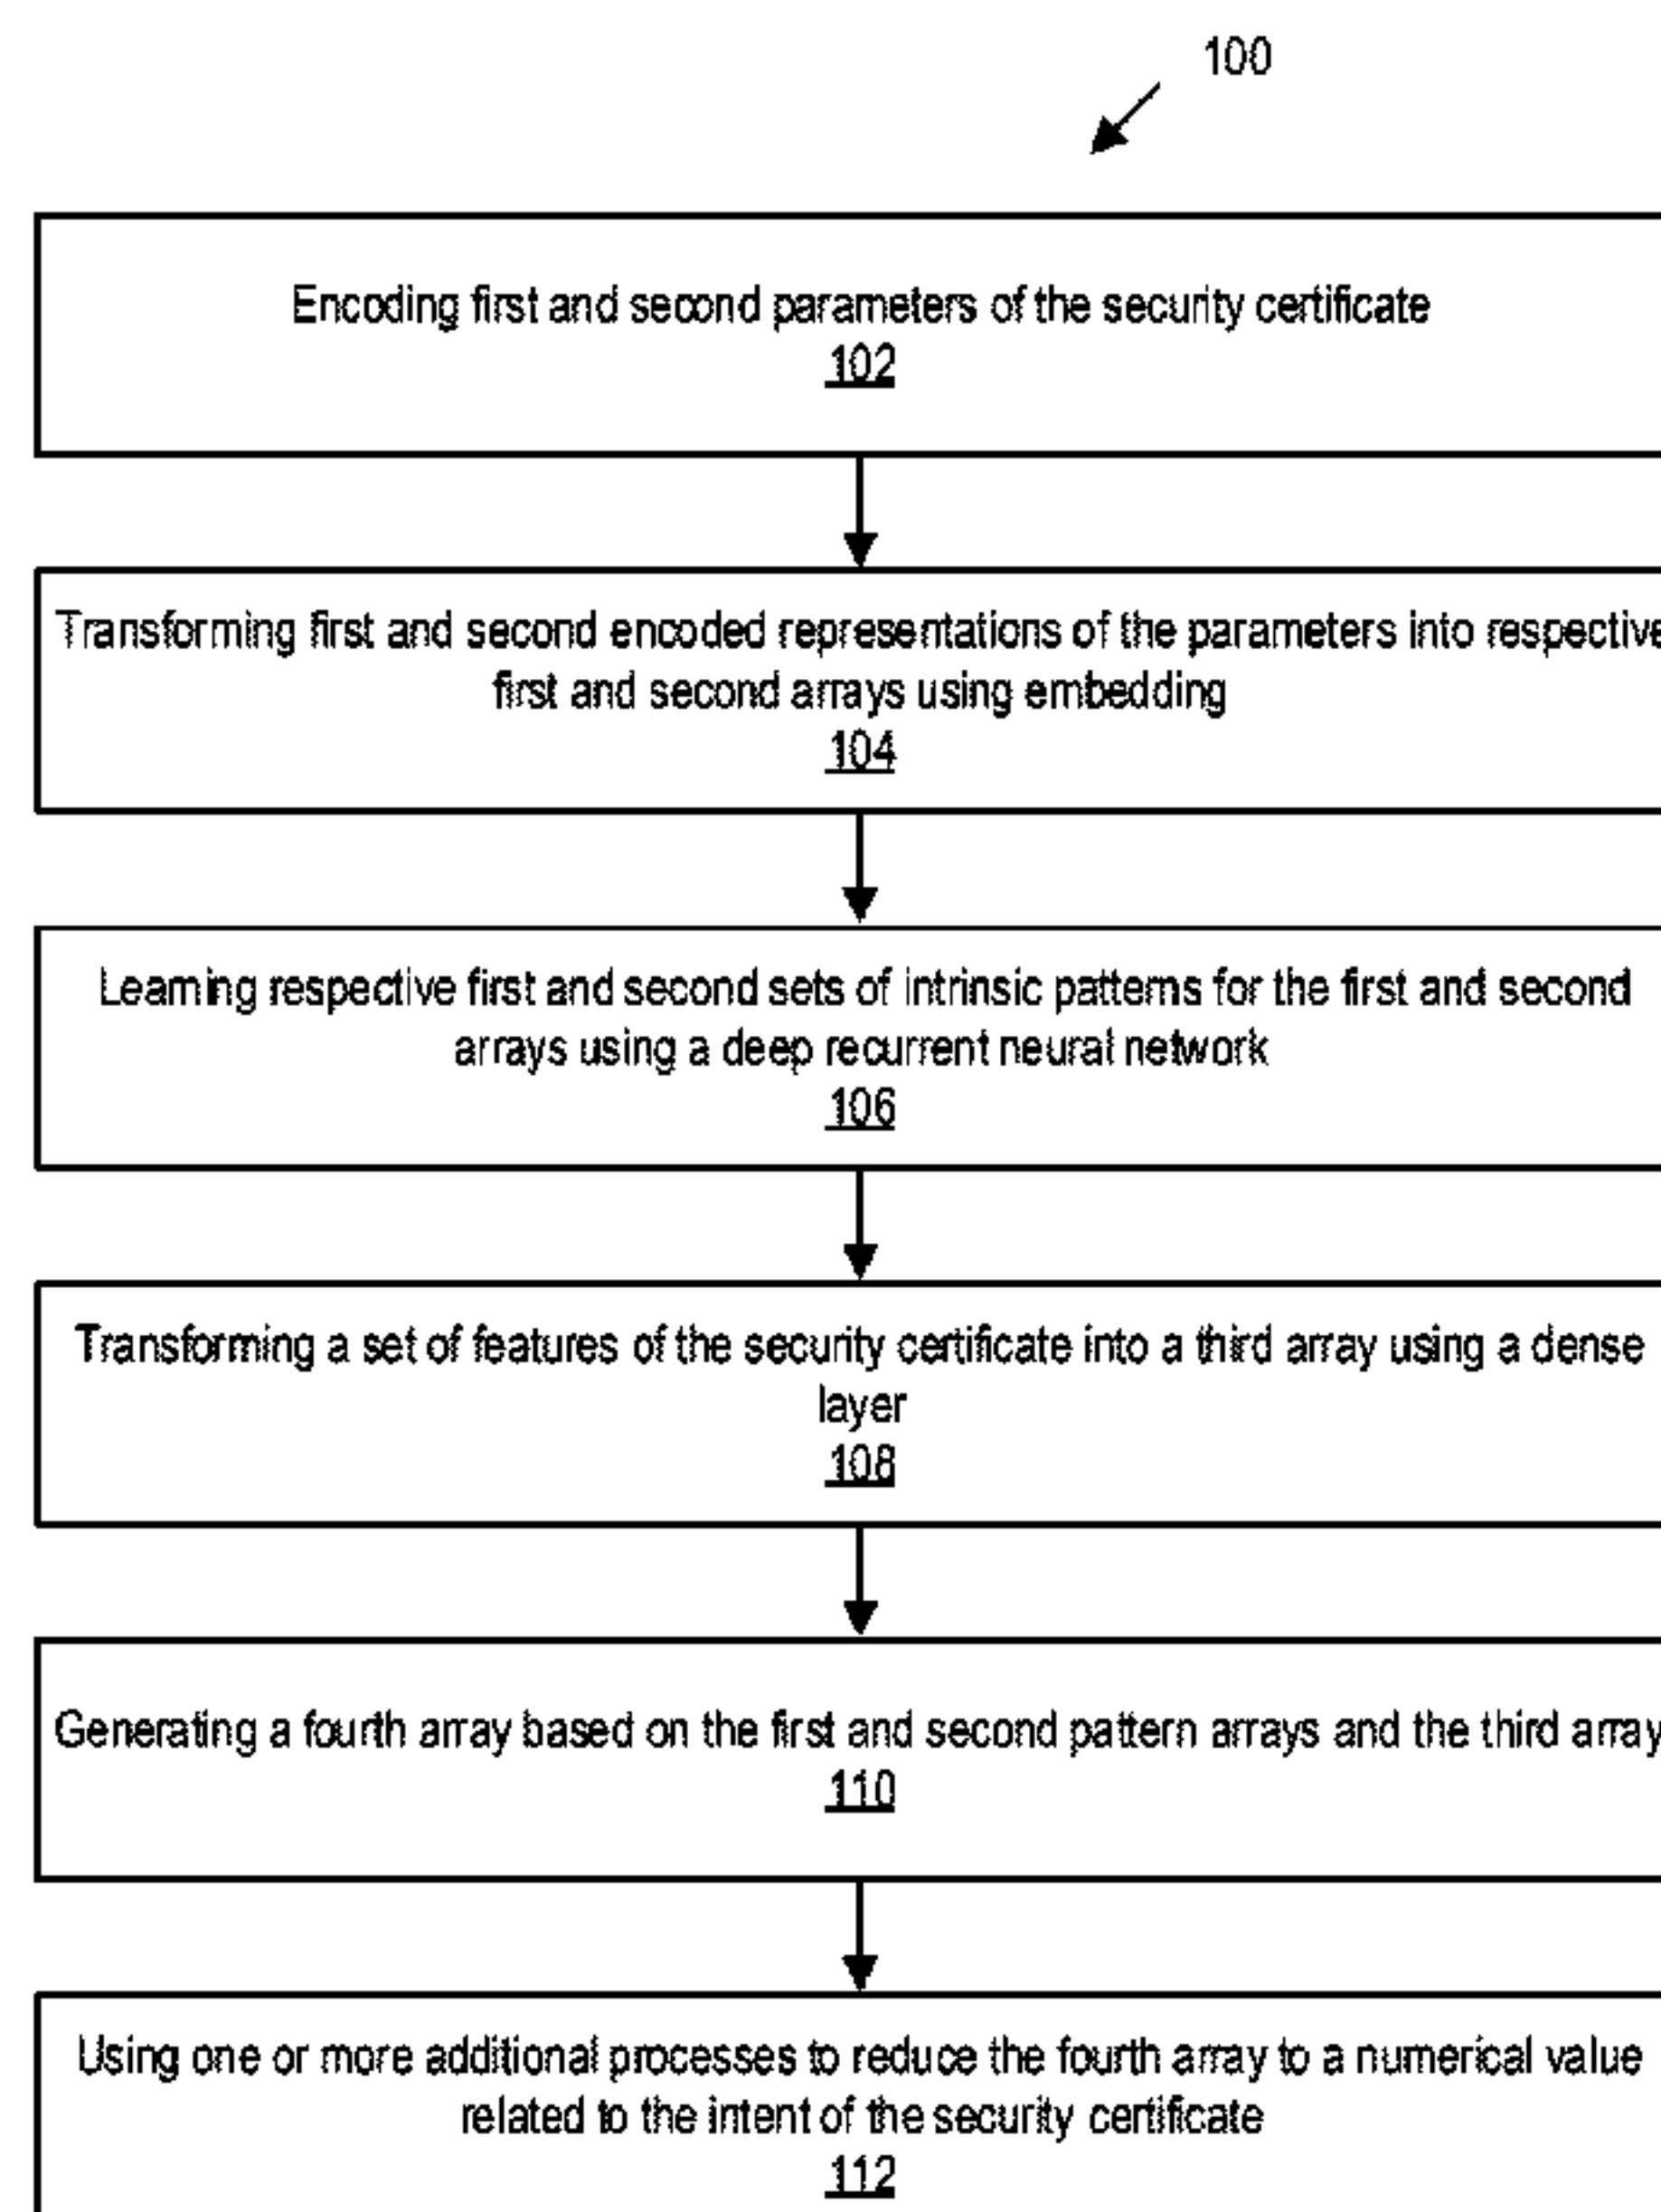 100
Encoding first and second parameters of the security certificate
102
Transforming first and second encoded representations of the parameters into respective
first and second arrays using embedding
104
Learning respective first and second sets of intrinsic patterns for the first and second
arrays using a deep recurrent neural network
106
Transforming a set of features of the security certificate into a third array using a dense
layer
108
Generating a fourth array based on the first and second pattern arrays and the third array
110
Using one or more additional processes to reduce the fourth array to a numerical value
related to the intent of the security certificate
112